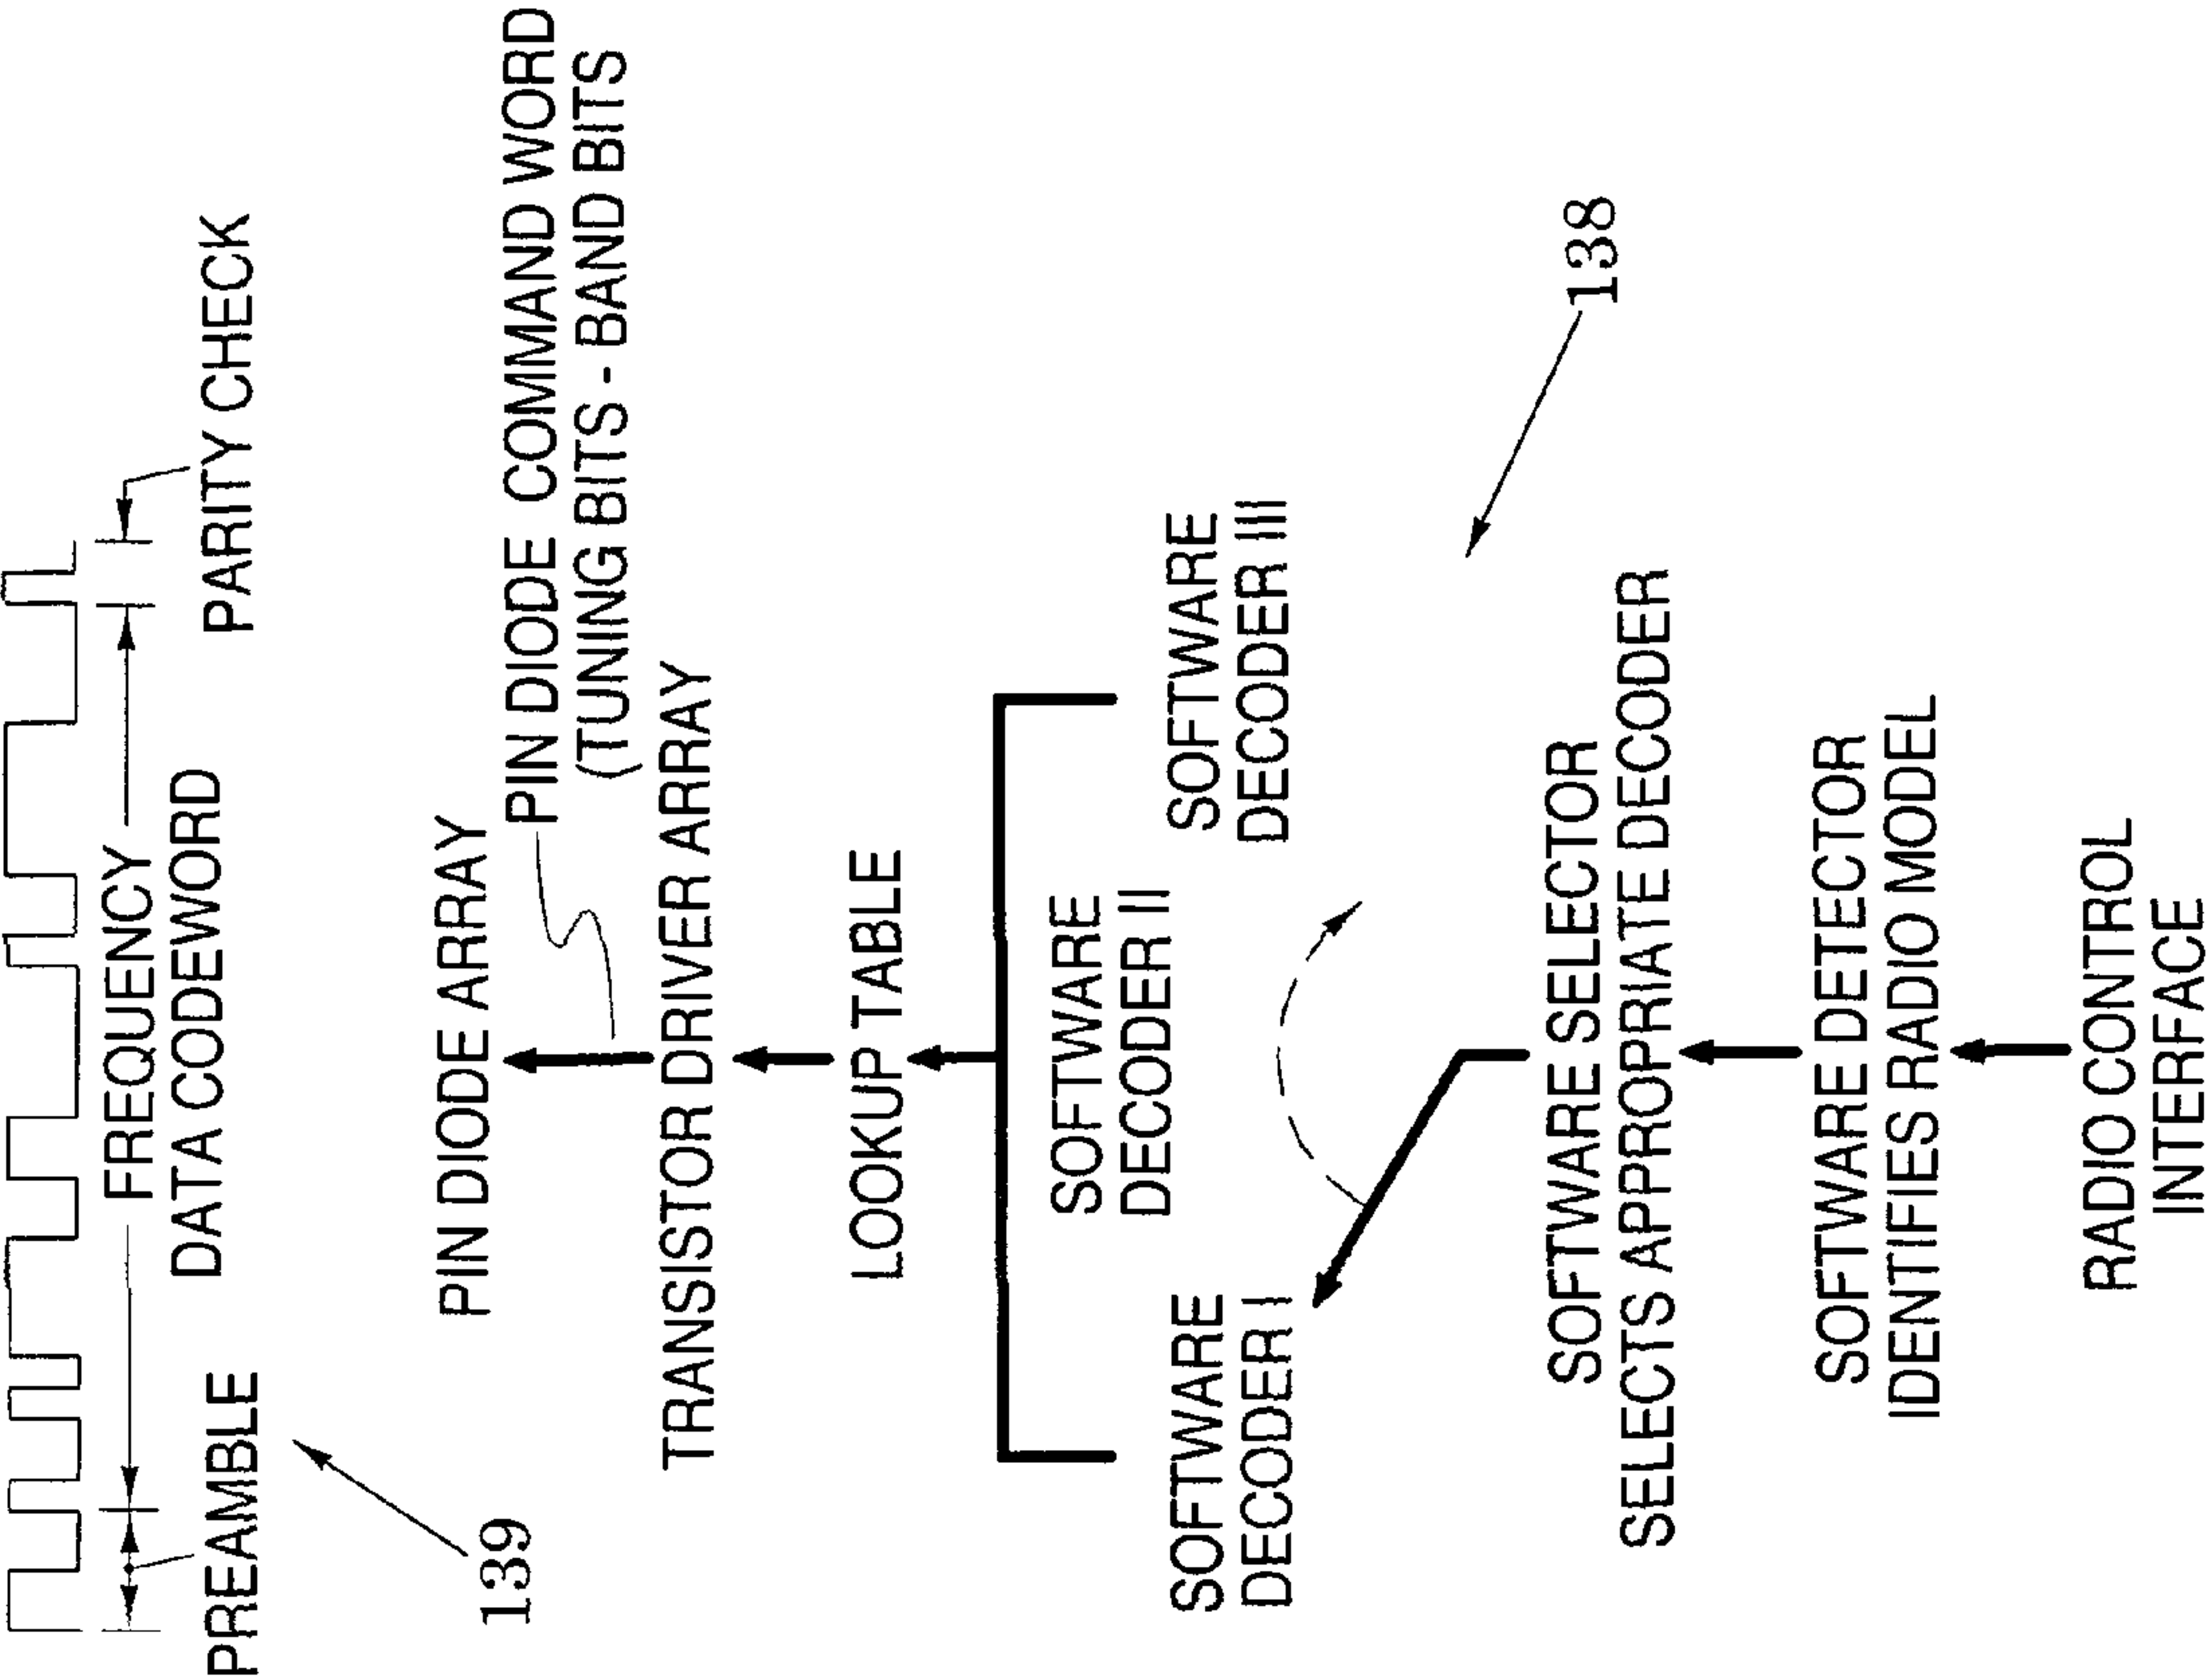 FREQUENCY
DATA CODEWORD
PREAMBLE
PARITY CHECK
139
PIN DIODE ARRAY
PIN DIODE COMMAND WORD
(TUNING BITS - BAND BITS
TRANSISTOR DRIVER ARRAY
LOOKUP TABLE
SOFTWARE
DECODER I
SOFTWARE
DECODER II
SOFTWARE
DECODER III
138
SOFTWARE SELECTOR
SELECTS APPROPRIATE DECODER
SOFTWARE DETECTOR
IDENTIFIES RADIO MODEL
RADIO CONTROL
INTERFACE